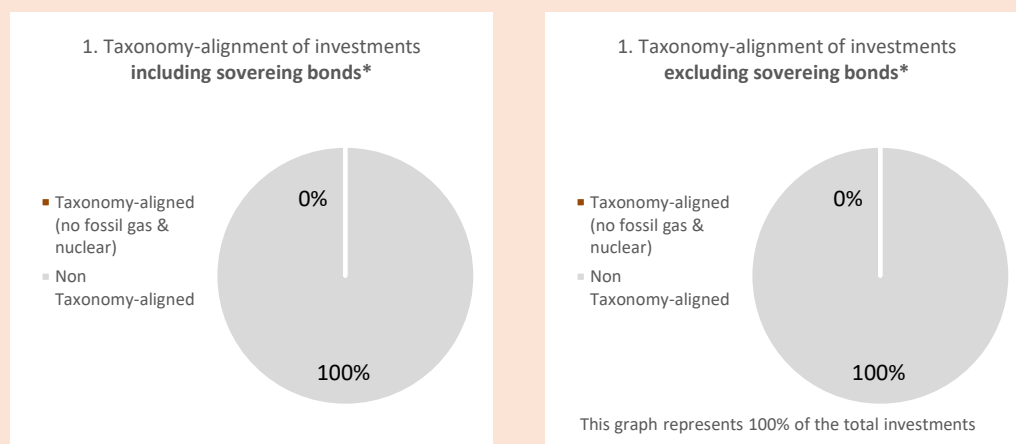 1. Taxonomy-alignment of investments
including sovereing bonds*
0%
Taxonomy-aligned
(no fossil gas &
nuclear)
Non
Taxonomy-aligned
100%
1. Taxonomy-alignment of investments
excluding sovereing bonds*
0%
Taxonomy-aligned
(no fossil gas &
nuclear)
Non
Taxonomy-aligned
100%
This graph represents 100% of the total investments